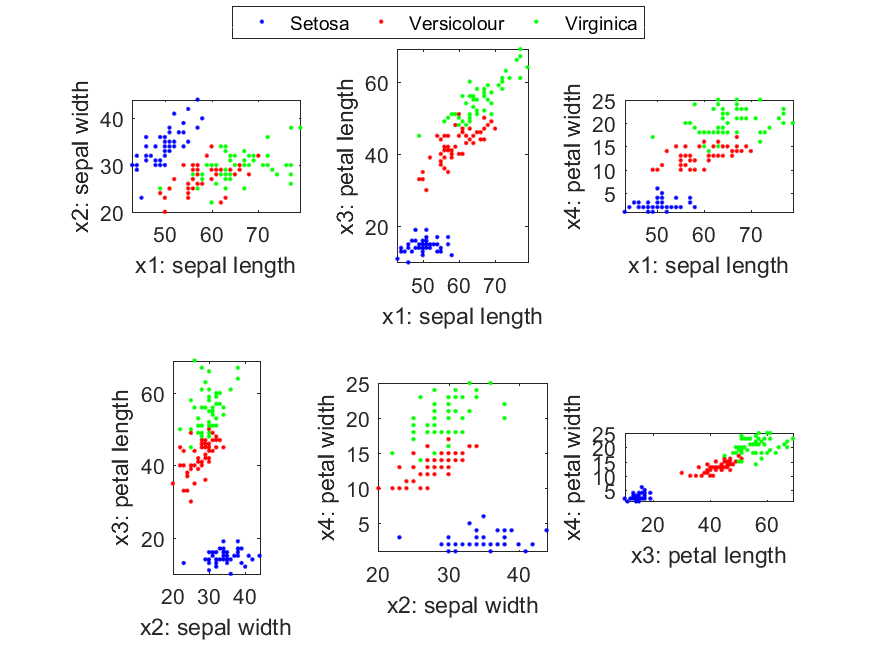 Setosa Versicolour Virginica
x2: sepal width
40
30
20
50 60 70
x1: sepal length
x3: petal length
60
40
20
50 60 70
x1: sepal length
x4: petal width
25
20
15
10
5
50 60 70
x1: sepal length
x3: petal length
60
40
20
20 30 40
x2: sepal width
x4: petal width
25
20
15
10
5
20 30 40
x2: sepal width
x4: petal width
25
20
15
10
5
20 40 60
x3: petal length